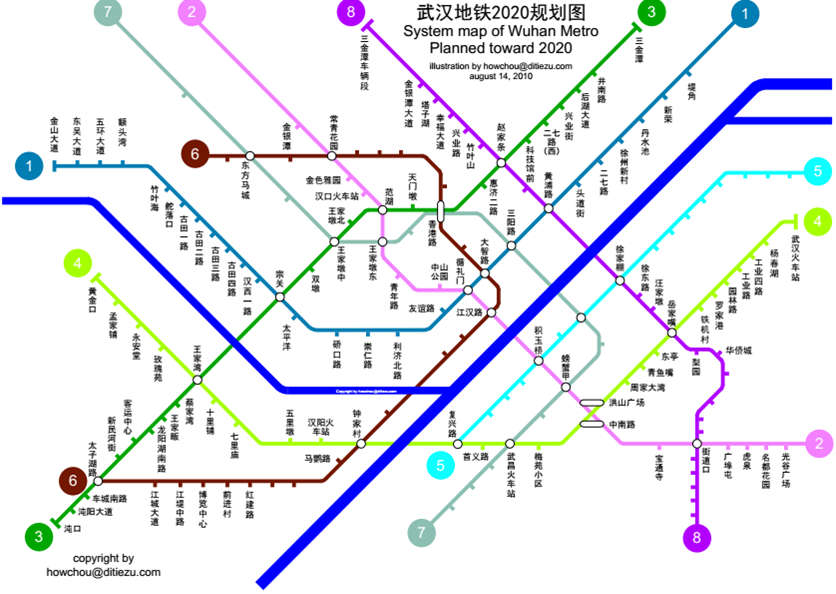 武汉地铁2020规划图
System map of Wuhan Metro
Planned toward 2020
illustration by howchou@ditiezu.com
august 14, 2010
7
2
8
3
1
三金潭车辆段
金银潭大道
塔子湖
幸福大道
兴业路
竹叶山
赵家条
三金潭
井南路
后湖大道
兴业街
二七路(西)
科技馆前
惠济二路
堤角
新荣
丹水池
徐州新村
二七路
头道街
黄浦路
三阳路
大智路
循礼门
友谊路
利济北路
崇仁路
硚口路
太平洋
宗关
汉西一路
古田四路
古田三路
古田二路
古田一路
舵落口
竹叶海
额头湾
五环大道
东吴大道
金山大道
1
6
东方马城
金银潭
常青花园
金色雅园
汉口火车站
范湖
天门墩
香港路
王家墩北
王家墩中
王家墩东
青年路
中山公园
江汉路
双墩
5
4
武汉火车站
杨春湖
工业四路
工业路
园林路
罗家港
铁机村
岳家嘴
汪家墩
徐东路
徐家棚
东亭
青鱼嘴
周家大湾
洪山广场
中南路
梨园
华侨城
积玉桥
螃蟹甲
4
黄金口
孟家铺
永安堂
玫瑰苑
王家湾
十里铺
七里庙
五里墩
汉阳火车站
钟家村
马鹦路
复兴路
5
首义路
武昌火车站
梅苑小区
宝通寺
街道口
广埠屯
虎泉
名都花园
光谷广场
2
蔡家湾
王家畈
龙阳湖南路
客运中心
新民河街
太子湖路
6
车城南路
沌阳大道
沌口
3
江城大道
江堤中路
博览中心
前进村
红建路
7
8
Copyright by howchou@ditiezu.com
copyright by
howchou@ditiezu.com